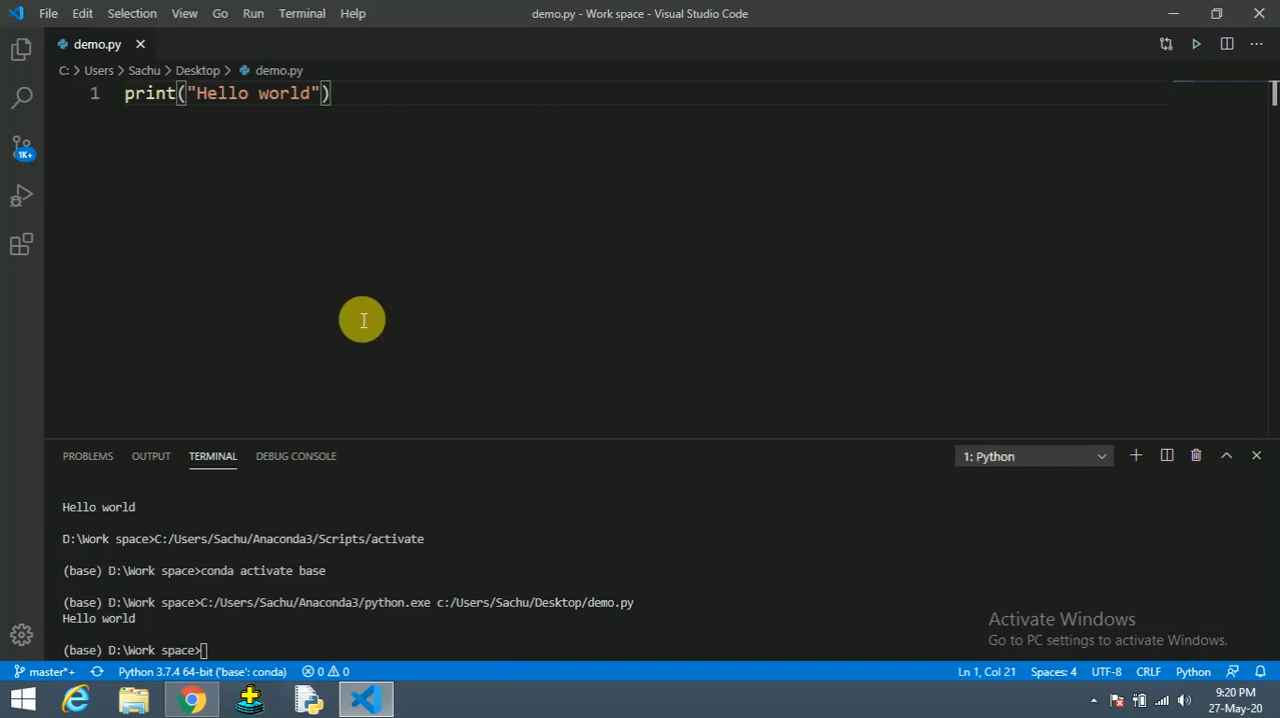 File Edit Selection View Go Run Terminal Help demo.py - Work space - Visual Studio Code
demo.py
C: > Users > Sachu > Desktop > demo.py
1 print("Hello world")
1K+
PROBLEMS OUTPUT TERMINAL DEBUG CONSOLE 1: Python
Hello world
D:\Work space>C:/Users/Sachu/Anaconda3/Scripts/activate
(base) D:\Work space>conda activate base
(base) D:\Work space>C:/Users/Sachu/Anaconda3/python.exe c:/Users/Sachu/Desktop/demo.py
Hello world
(base) D:\Work space>
Activate Windows
Go to PC settings to activate Windows.
master*+ Python 3.7.4 64-bit ('base': conda) 0 0 Ln 1, Col 21 Spaces: 4 UTF-8 CRLF Python
9:20 PM
27-May-20